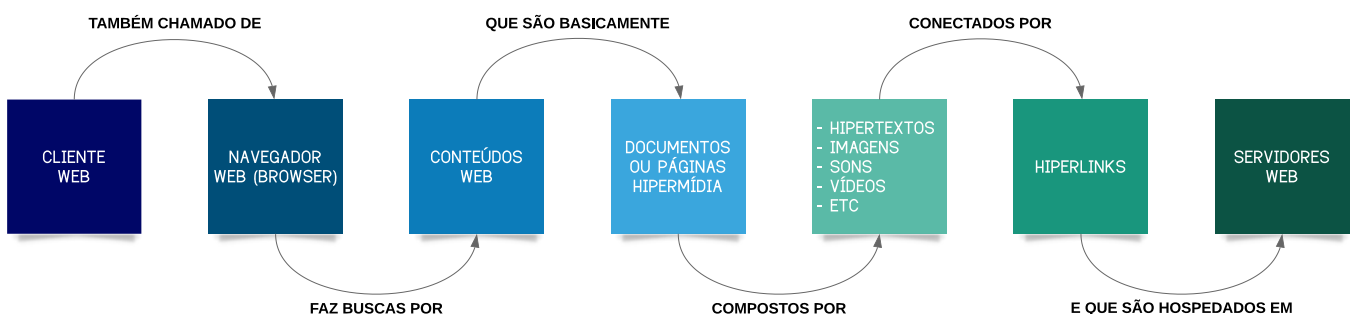 TAMBÉM CHAMADO DE
QUE SÃO BASICAMENTE
CONECTADOS POR
CLIENTE
WEB
NAVEGADOR
WEB (BROWSER)
CONTEÚDOS
WEB
DOCUMENTOS
OU PÁGINAS
HIPERMÍDIA
- HIPERTEXTOS
- IMAGENS
- SONS
- VÍDEOS
- ETC
HIPERLINKS
SERVIDORES
WEB
FAZ BUSCAS POR
COMPOSTOS POR
E QUE SÃO HOSPEDADOS EM